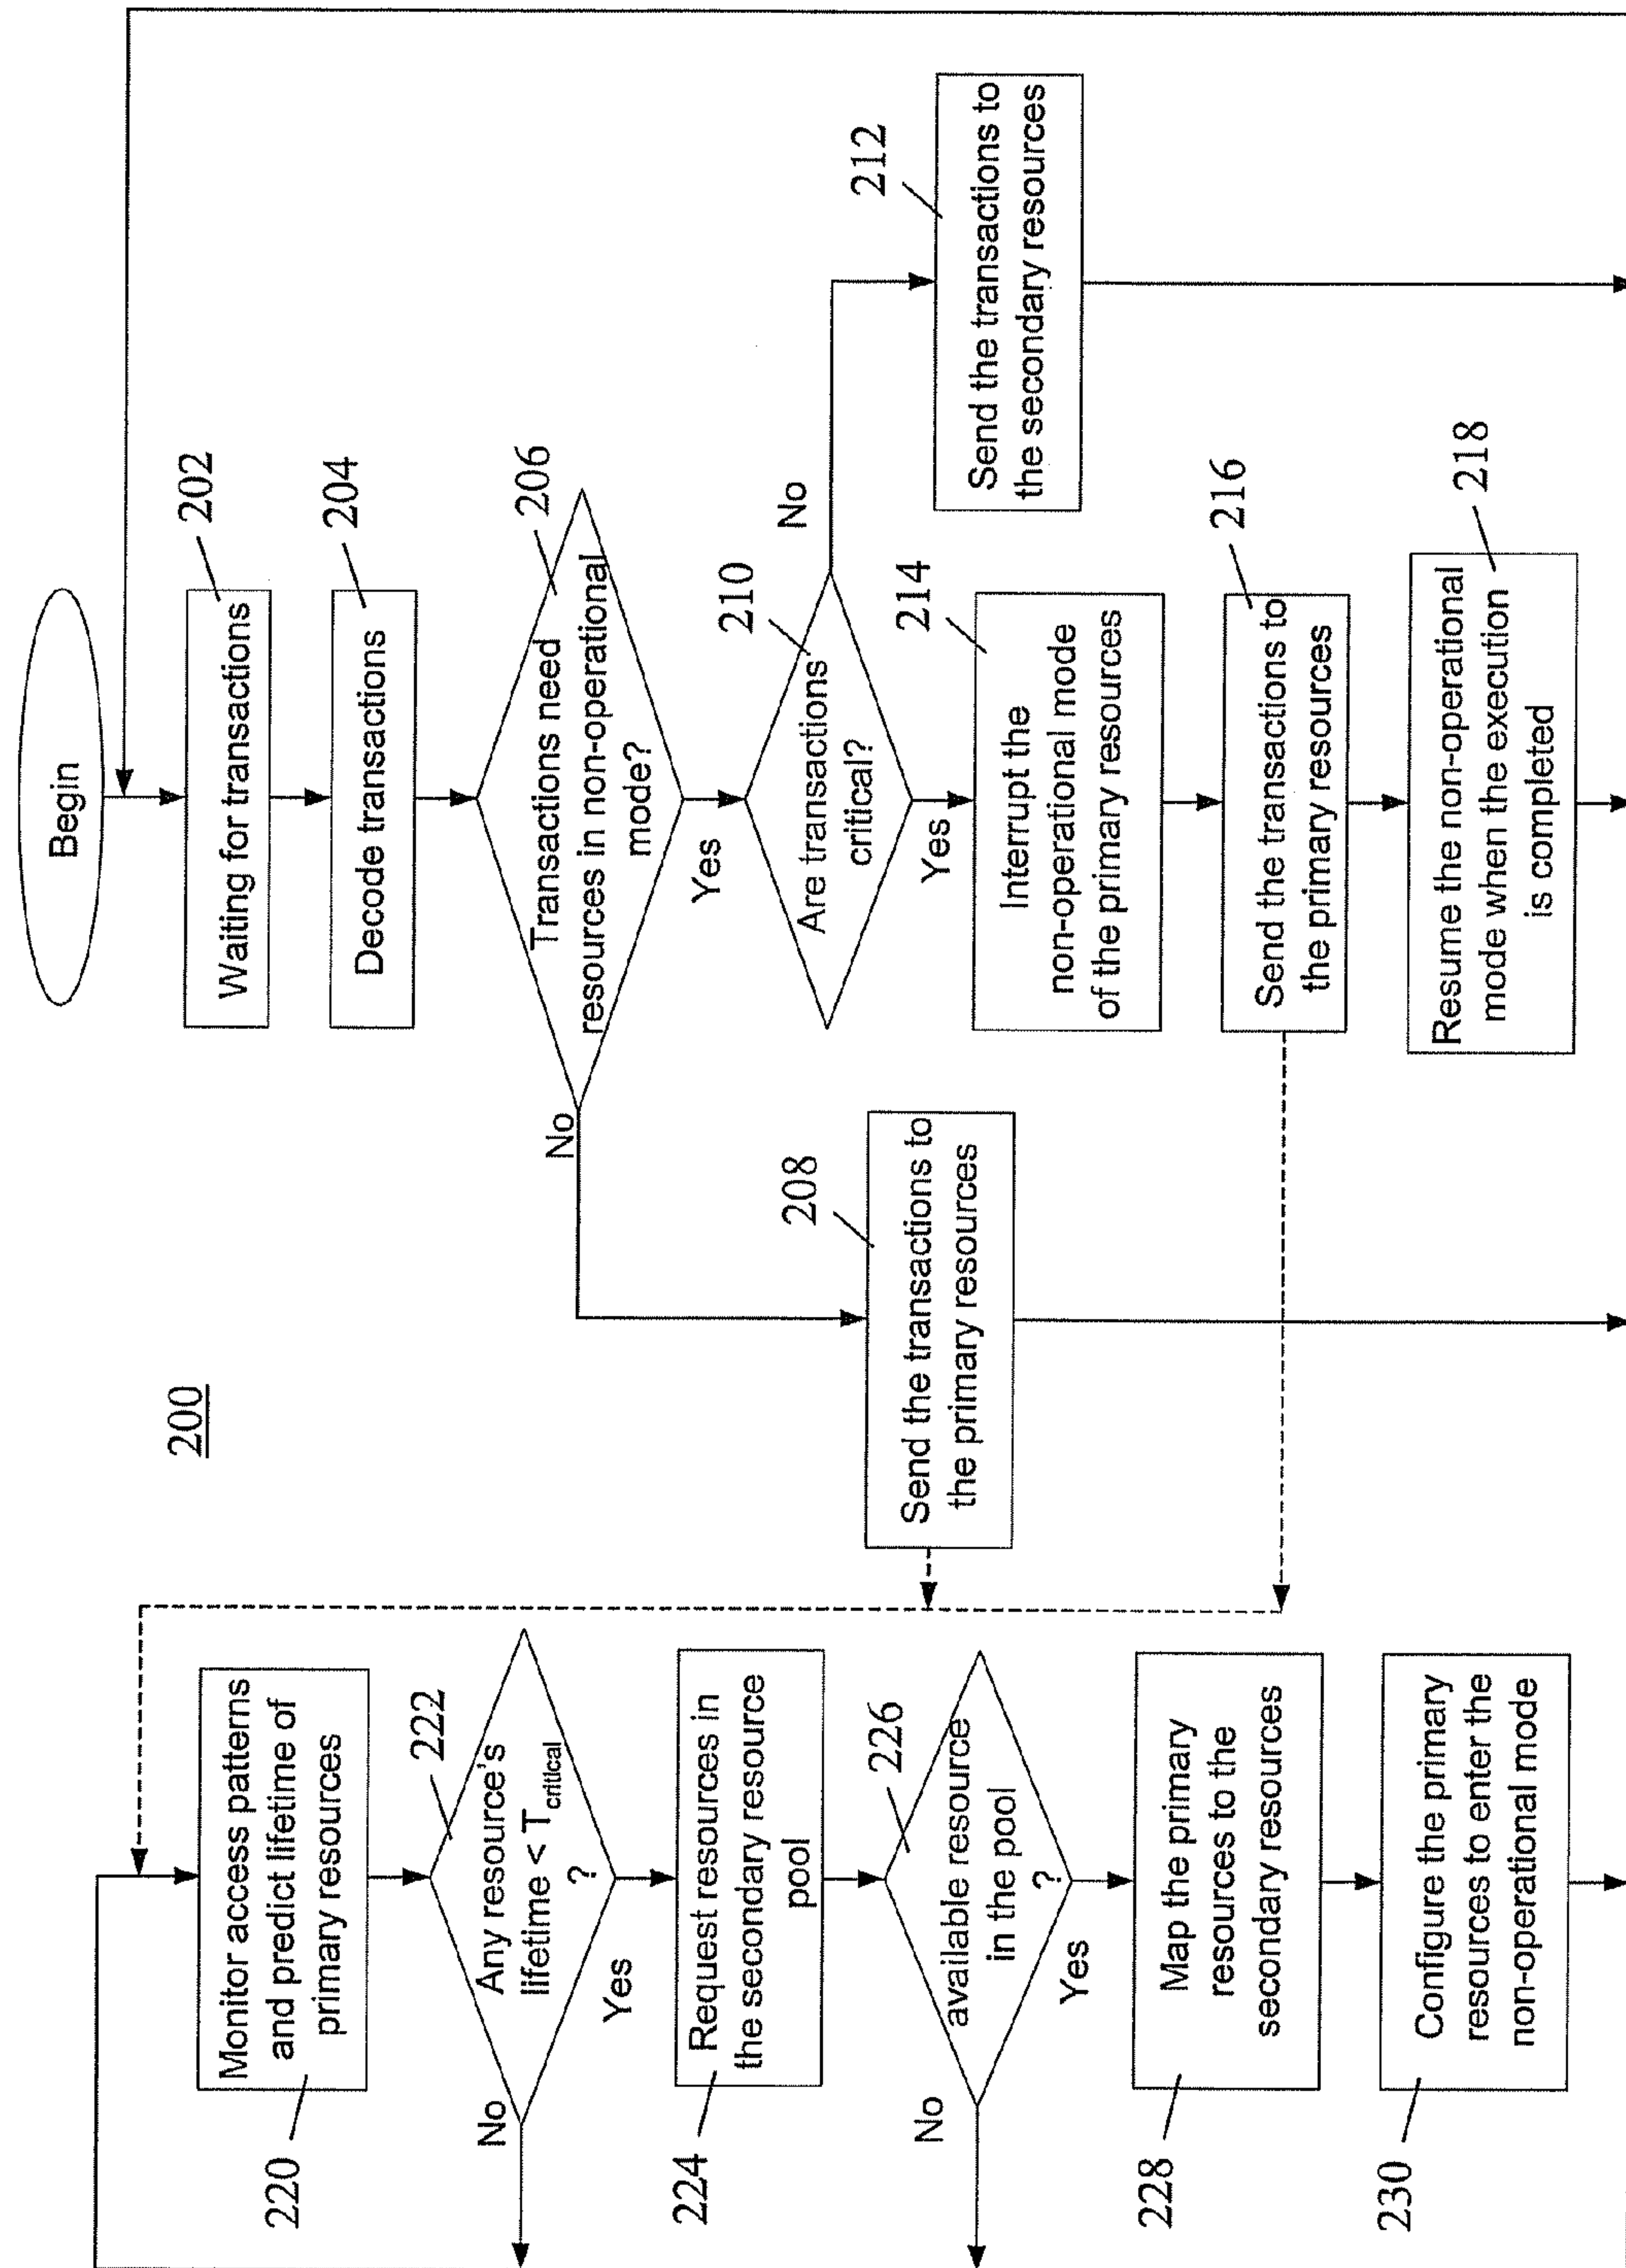 200
Begin
Waiting for transactions
202
Decode transactions
204
Transactions need
resources in non-operational
mode?
206
No
Yes
Send the transactions to
the primary resources
208
Are transactions
critical?
210
No
Yes
Send the transactions to
the secondary resources
212
Interrupt the
non-operational mode
of the primary resources
214
Send the transactions to
the primary resources
216
Resume the non-operational
mode when the execution
is completed
218
Monitor access patterns
and predict lifetime of
primary resources
220
Any resource's
lifetime < Tcritical
?
222
No
Yes
Request resources in
the secondary resource
pool
224
available resource
in the pool
?
226
No
Yes
Map the primary
resources to the
secondary resources
228
Configure the primary
resources to enter the
non-operational mode
230